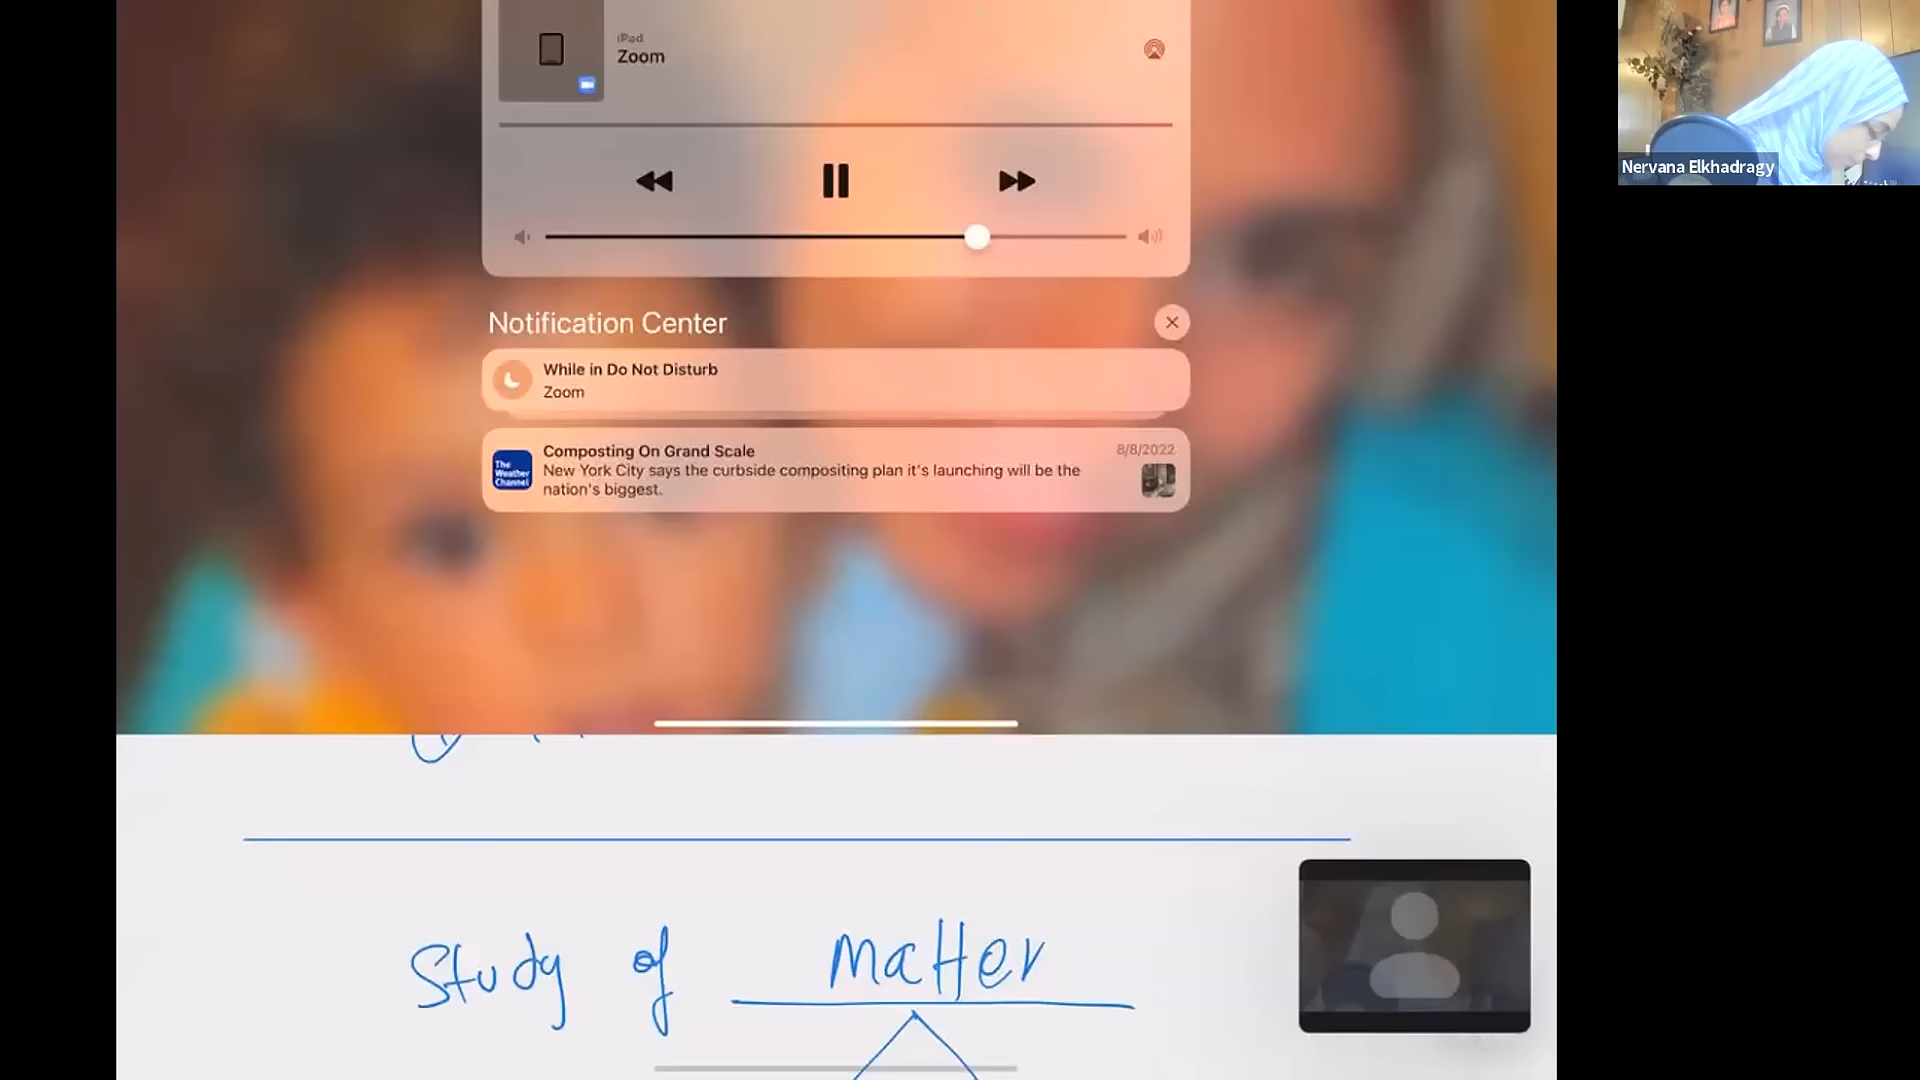 iPad
Zoom
Nervana Elkhadragy
Notification Center
While in Do Not Disturb
Zoom
The Weather Channel
Composting On Grand Scale
8/8/2022
New York City says the curbside compositing plan it's launching will be the
nation's biggest.
Study of matter